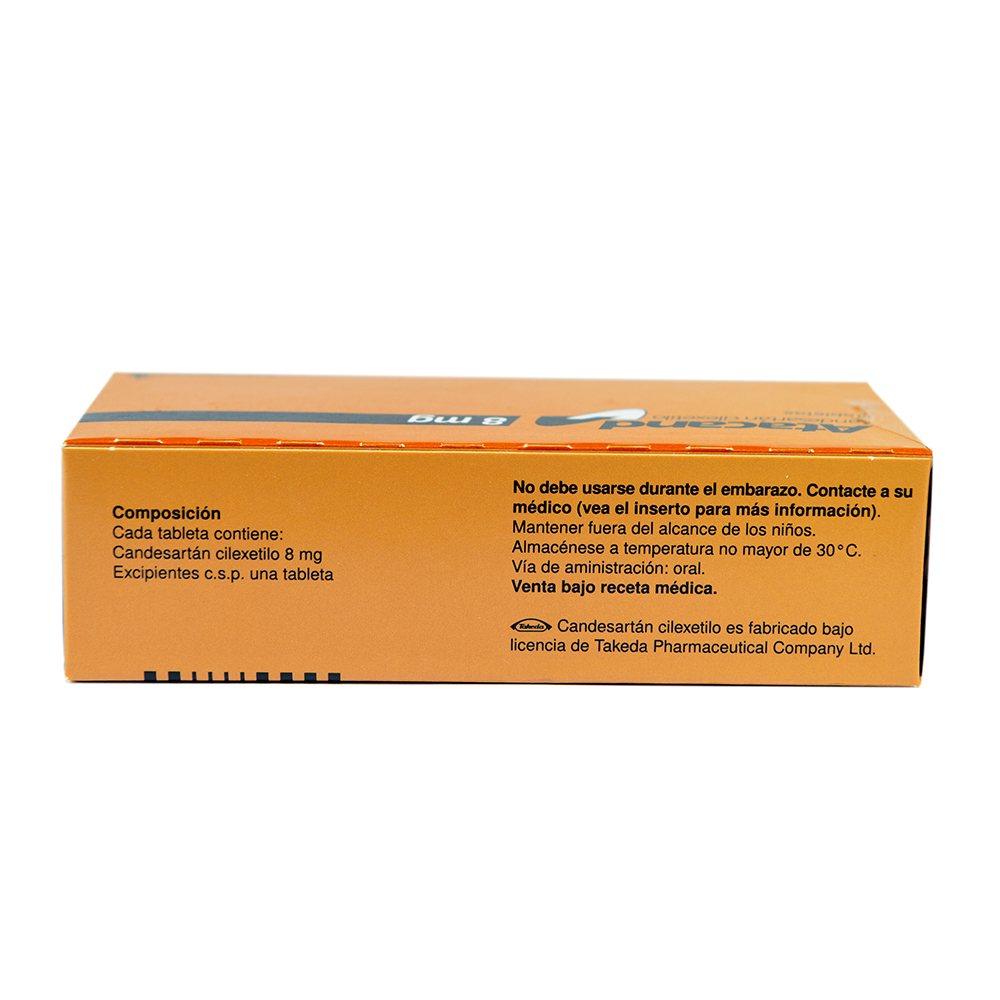 Atacand
8 mg
candesartán cilexetilo
Composición
Cada tableta contiene:
Candesartán cilexetilo 8 mg
Excipientes c.s.p. una tableta
No debe usarse durante el embarazo. Contacte a su
médico (vea el inserto para más información).
Mantener fuera del alcance de los niños.
Almacénese a temperatura no mayor de 30°C.
Vía de aministración: oral.
Venta bajo receta médica.
Takeda Candesartán cilexetilo es fabricado bajo
licencia de Takeda Pharmaceutical Company Ltd.